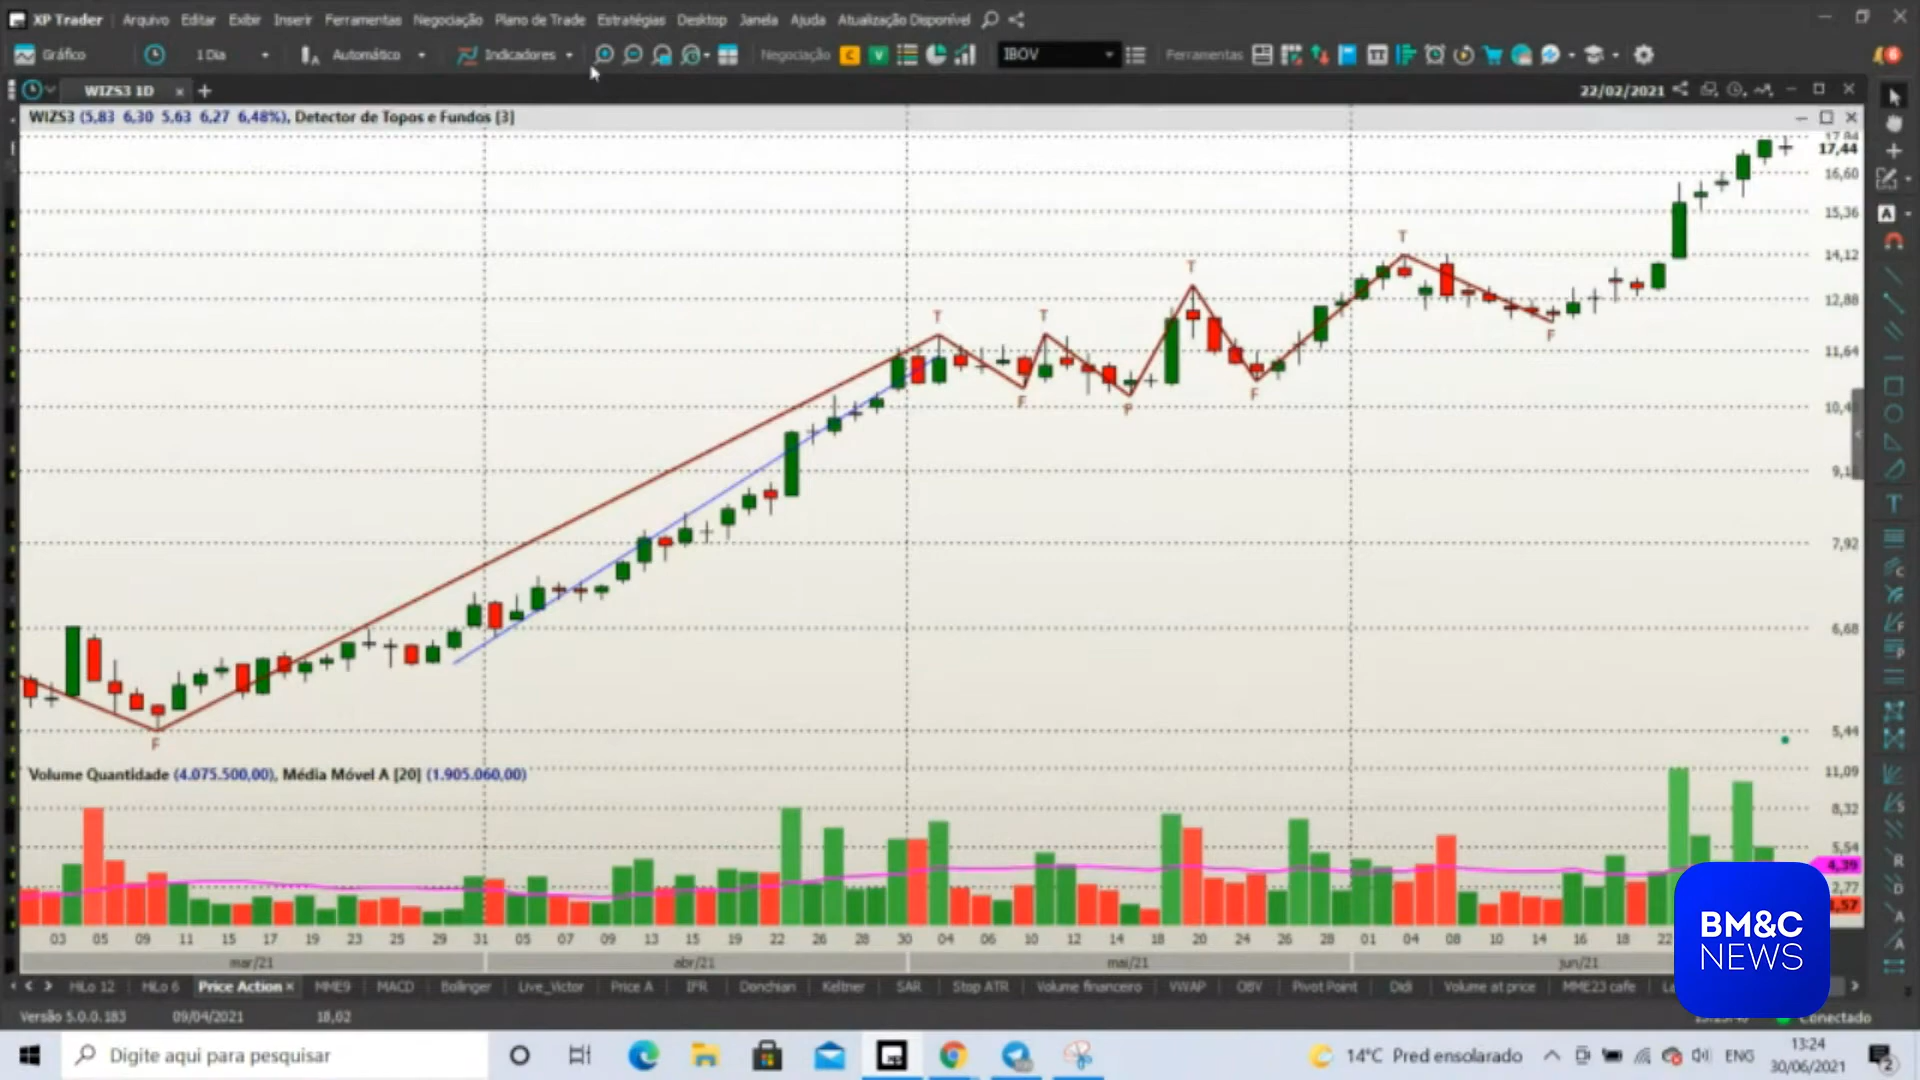 XP Trader Arquivo Editar Exibir Inserir Ferramentas Negociação Plano de Trade Estratégias Desktop Janela Ajuda Atualização Disponível
Gráfico 1 Dia Automático Indicadores Negociação C V IBOV Ferramentas 6
WIZS3 1D × + 22/02/2021
WIZS3 (5,83 6,30 5,63 6,27 6,48%), Detector de Topos e Fundos [3]
17,84
17,44
16,60
15,36
T
14,12
T
12,88
T T
F
11,64
F F F
10,4
9,1
7,92
6,68
5,44
F
Volume Quantidade (4.075.500,00), Média Móvel A [20] (1.905.060,00)
11,09
8,32
5,54
4,39
2,77
,57
03 05 09 11 15 17 19 23 25 29 31 05 07 09 13 15 19 22 26 28 30 04 06 10 12 14 18 20 24 26 28 01 04 08 10 14 16 18 22
mar/21 abr/21 mai/21 jun/21
HiLo 12 HiLo 6 Price Action × MME9 MACD Bollinger Live_Victor Price A IFR Donchian Keltner SAR Stop ATR Volume financeiro VWAP OBV Pivot Point Didi Volume at price MME23 cafe
Versão 5.0.0.183 09/04/2021 18,02 Conectado
BM&C
NEWS
Digite aqui para pesquisar 14°C Pred ensolarado ENG 13:24
30/06/2021 2